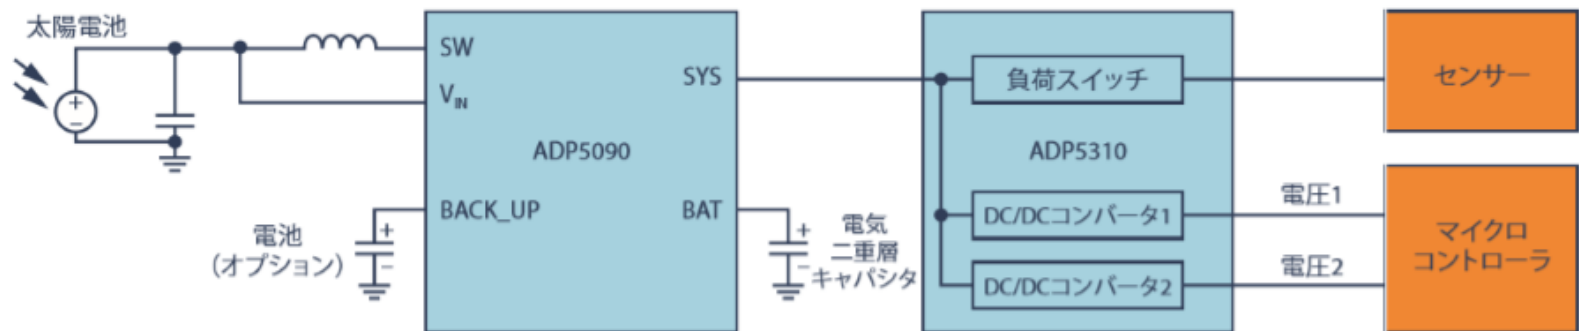 太陽電池
SW
VIN
SYS
ADP5090
BACK_UP
BAT
電池
(オプション)
+
−
+
−
+
−
電気
二重層
キャパシタ
負荷スイッチ
ADP5310
DC/DCコンバータ1
DC/DCコンバータ2
電圧1
電圧2
センサー
マイクロ
コントローラ